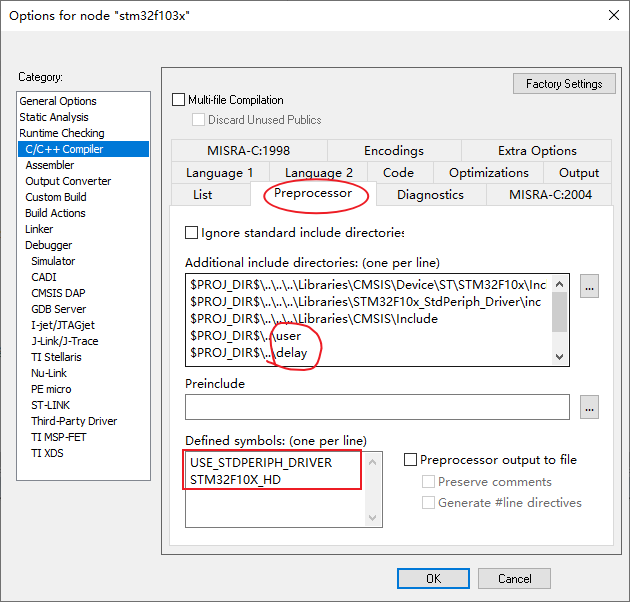 Options for node "stm32f103x"
Category:
General Options
Static Analysis
Runtime Checking
C/C++ Compiler
Assembler
Output Converter
Custom Build
Build Actions
Linker
Debugger
Simulator
CADI
CMSIS DAP
GDB Server
I-jet/JTAGjet
J-Link/J-Trace
TI Stellaris
Nu-Link
PE micro
ST-LINK
Third-Party Driver
TI MSP-FET
TI XDS
Factory Settings
Multi-file Compilation
Discard Unused Publics
MISRA-C:1998 Encodings Extra Options
Language 1 Language 2 Code Optimizations Output
List Preprocessor Diagnostics MISRA-C:2004
Ignore standard include directories
Additional include directories: (one per line)
$PROJ_DIR$\..\..\..\Libraries\CMSIS\Device\ST\STM32F10x\Inc
$PROJ_DIR$\..\..\..\Libraries\STM32F10x_StdPeriph_Driver\inc
$PROJ_DIR$\..\..\..\Libraries\CMSIS\Include
$PROJ_DIR$\..\user
$PROJ_DIR$\..\delay
...
Preinclude
...
Defined symbols: (one per line)
USE_STDPERIPH_DRIVER
STM32F10X_HD
Preprocessor output to file
Preserve comments
Generate #line directives
OK Cancel